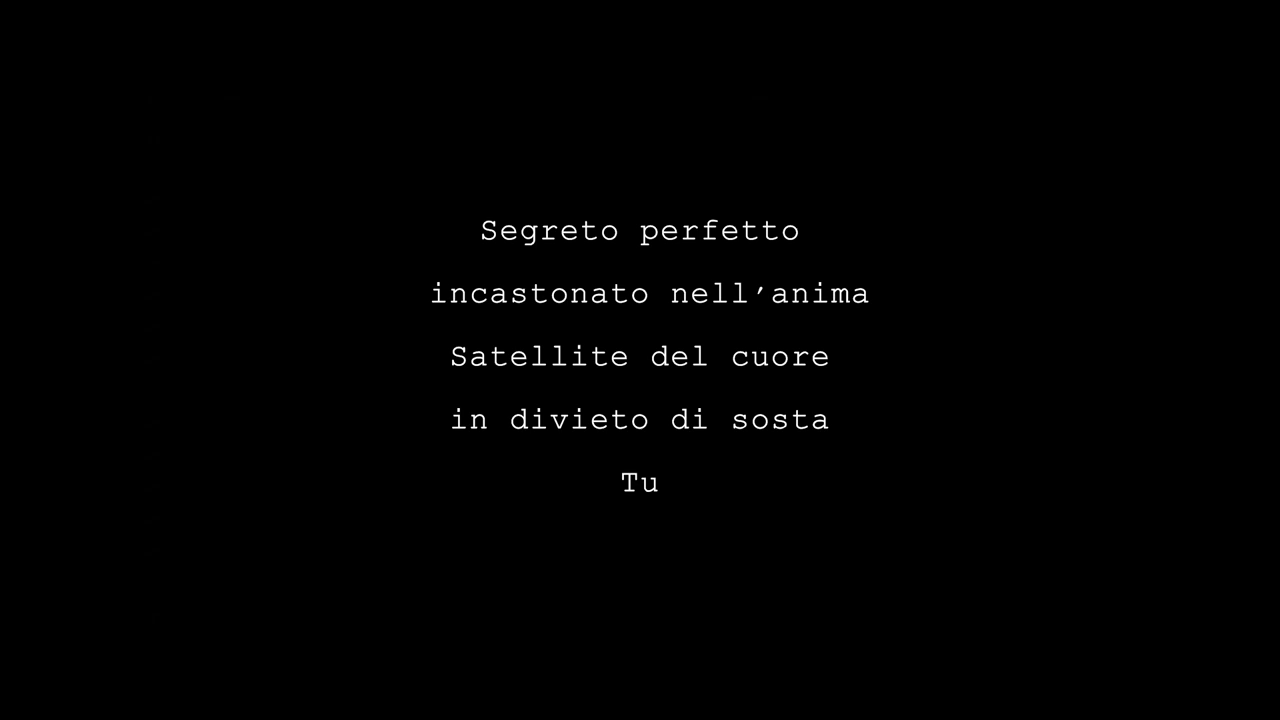 Segreto perfetto
incastonato nell’anima
Satellite del cuore
in divieto di sosta
Tu